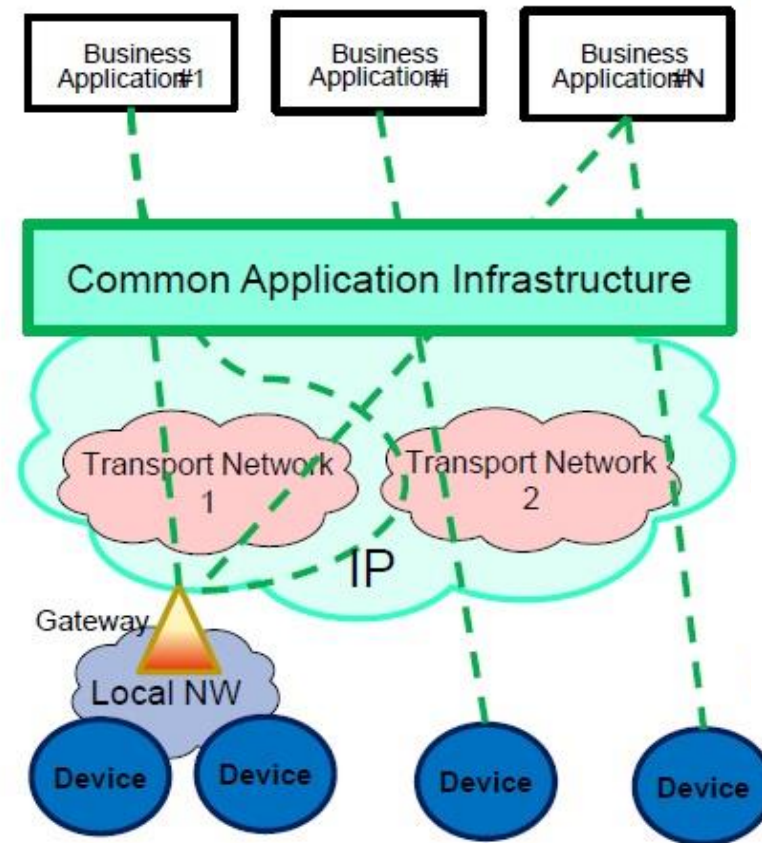 Business
Application#1
Business
Application#i
Business
Application#N
Common Application Infrastructure
Transport Network
1
Transport Network
2
IP
Gateway
Local NW
Device
Device
Device
Device